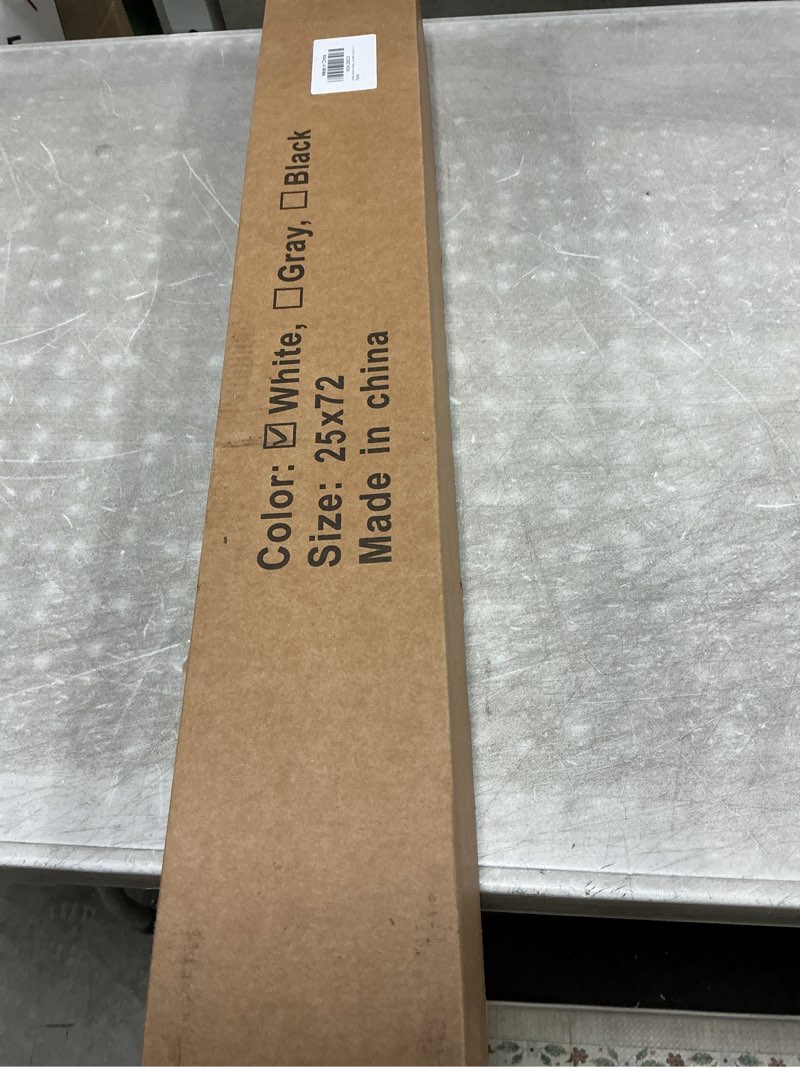 Color: ☑ White, ☐ Gray, ☐ Black
Size: 25x72
Made in china